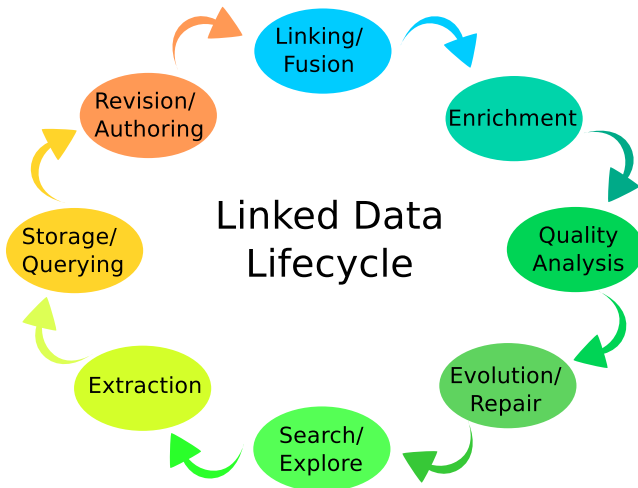 Linking/
Fusion
Revision/
Authoring
Enrichment
Linked Data
Lifecycle
Storage/
Querying
Quality
Analysis
Extraction
Evolution/
Repair
Search/
Explore